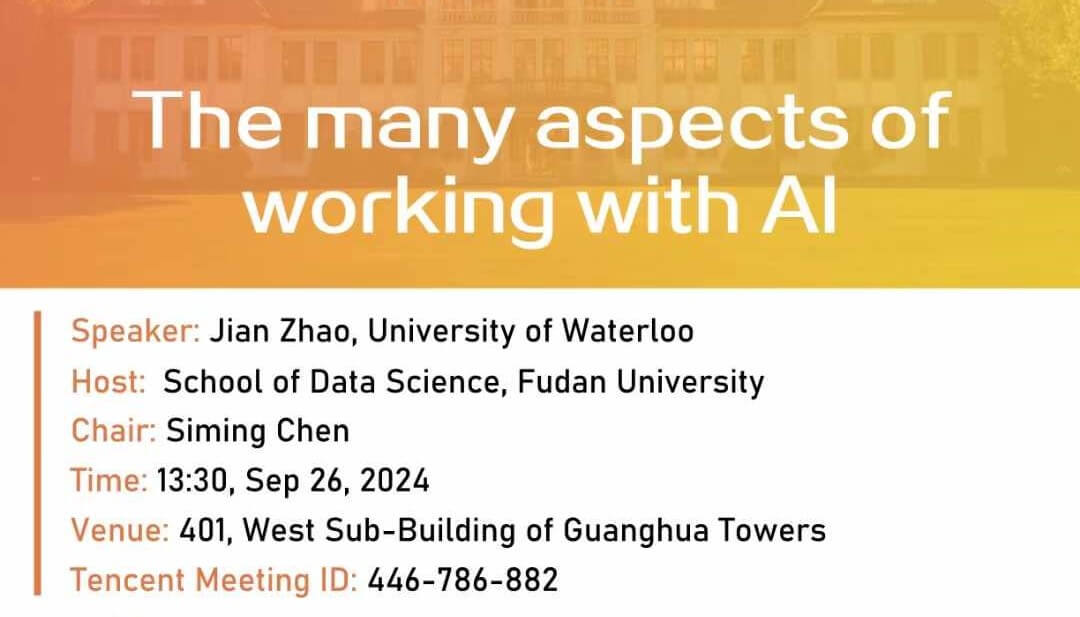 The many aspects of
working with AI
Speaker: Jian Zhao, University of Waterloo
Host: School of Data Science, Fudan University
Chair: Siming Chen
Time: 13:30, Sep 26, 2024
Venue: 401, West Sub-Building of Guanghua Towers
Tencent Meeting ID: 446-786-882